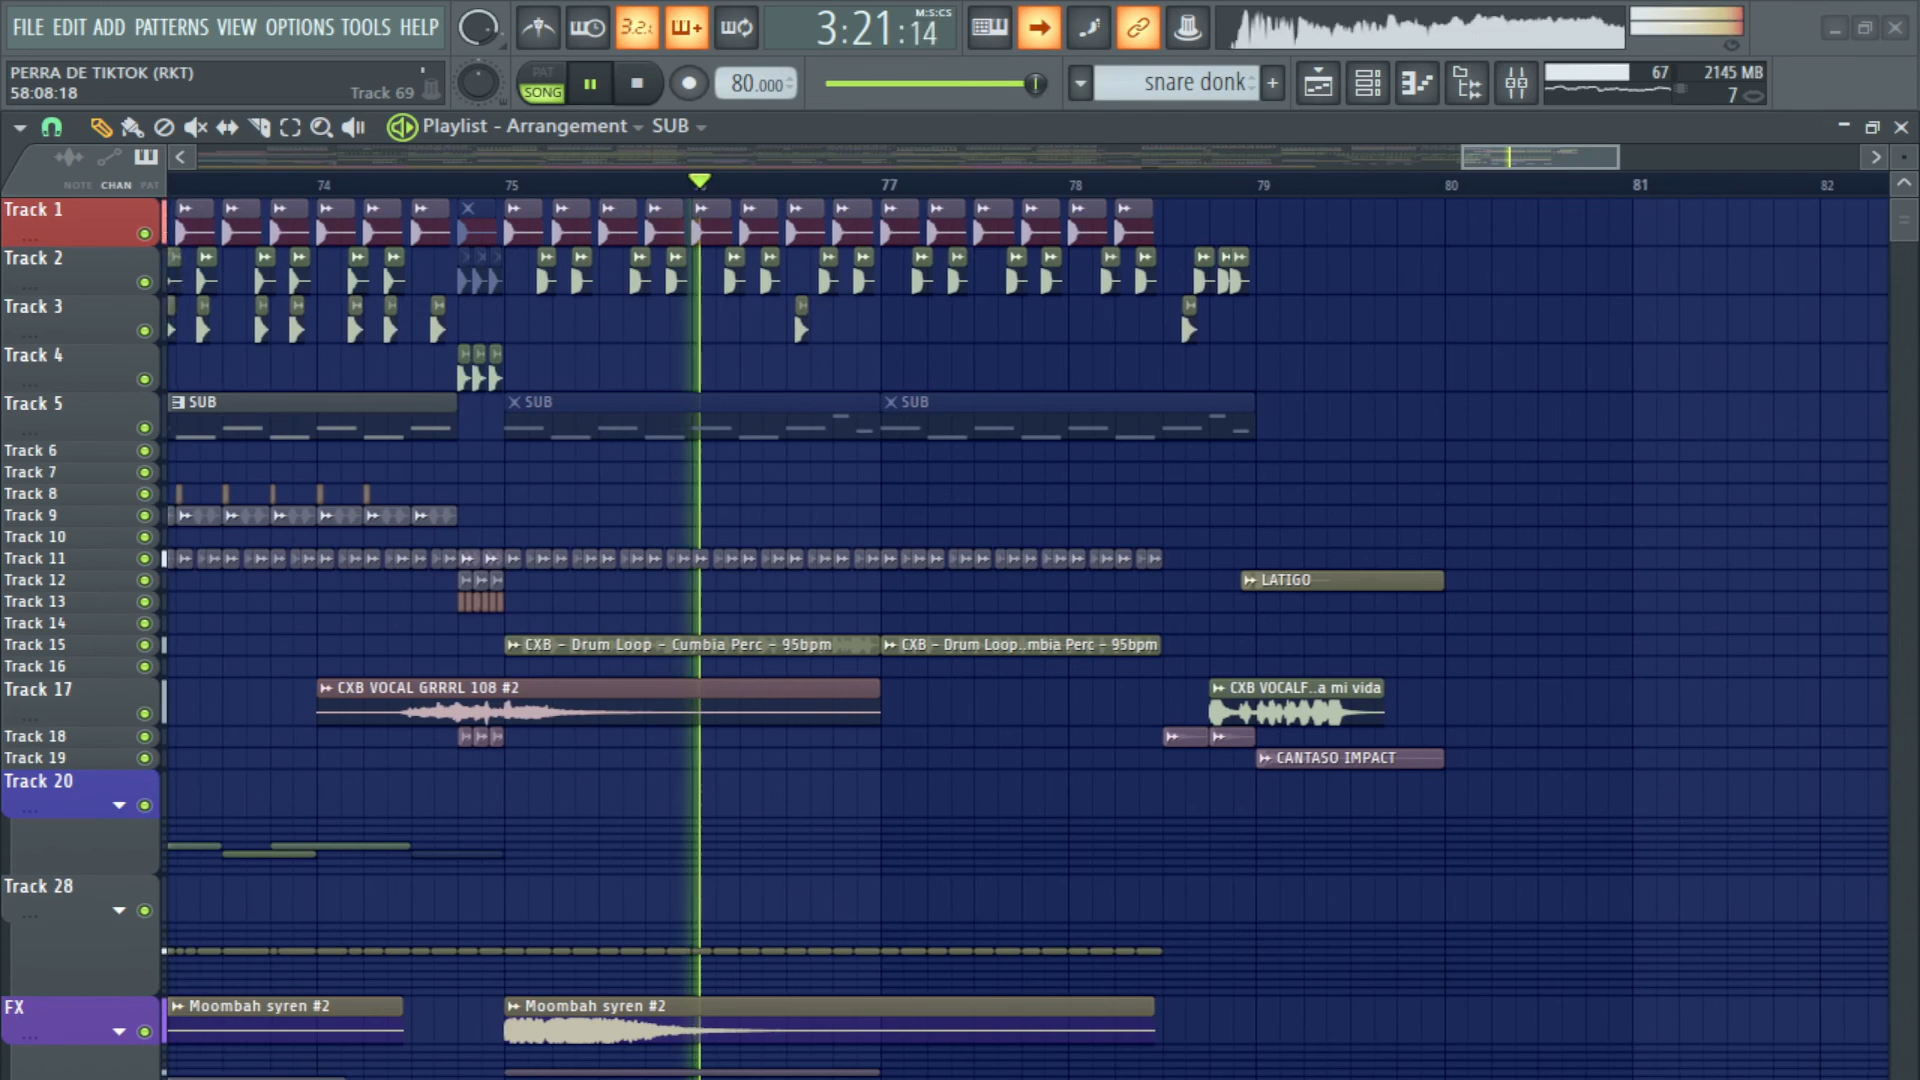 FILE EDIT ADD PATTERNS VIEW OPTIONS TOOLS HELP
3:21:14
M:S:CS
PERRA DE TIKTOK (RKT)
58:08:18
Track 69
PAT
SONG
80.000
snare donk
67
2145 MB
7
Playlist - Arrangement
SUB
NOTE CHAN PAT
74
75
77
78
79
80
81
82
Track 1
Track 2
Track 3
Track 4
Track 5
SUB
SUB
SUB
Track 6
Track 7
Track 8
Track 9
Track 10
Track 11
Track 12
LATIGO
Track 13
Track 14
Track 15
CXB - Drum Loop - Cumbia Perc - 95bpm
CXB - Drum Loop..mbia Perc - 95bpm
Track 16
Track 17
CXB VOCAL GRRRL 108 #2
CXB VOCALF..a mi vida
Track 18
Track 19
CANTASO IMPACT
Track 20
Track 28
FX
Moombah syren #2
Moombah syren #2